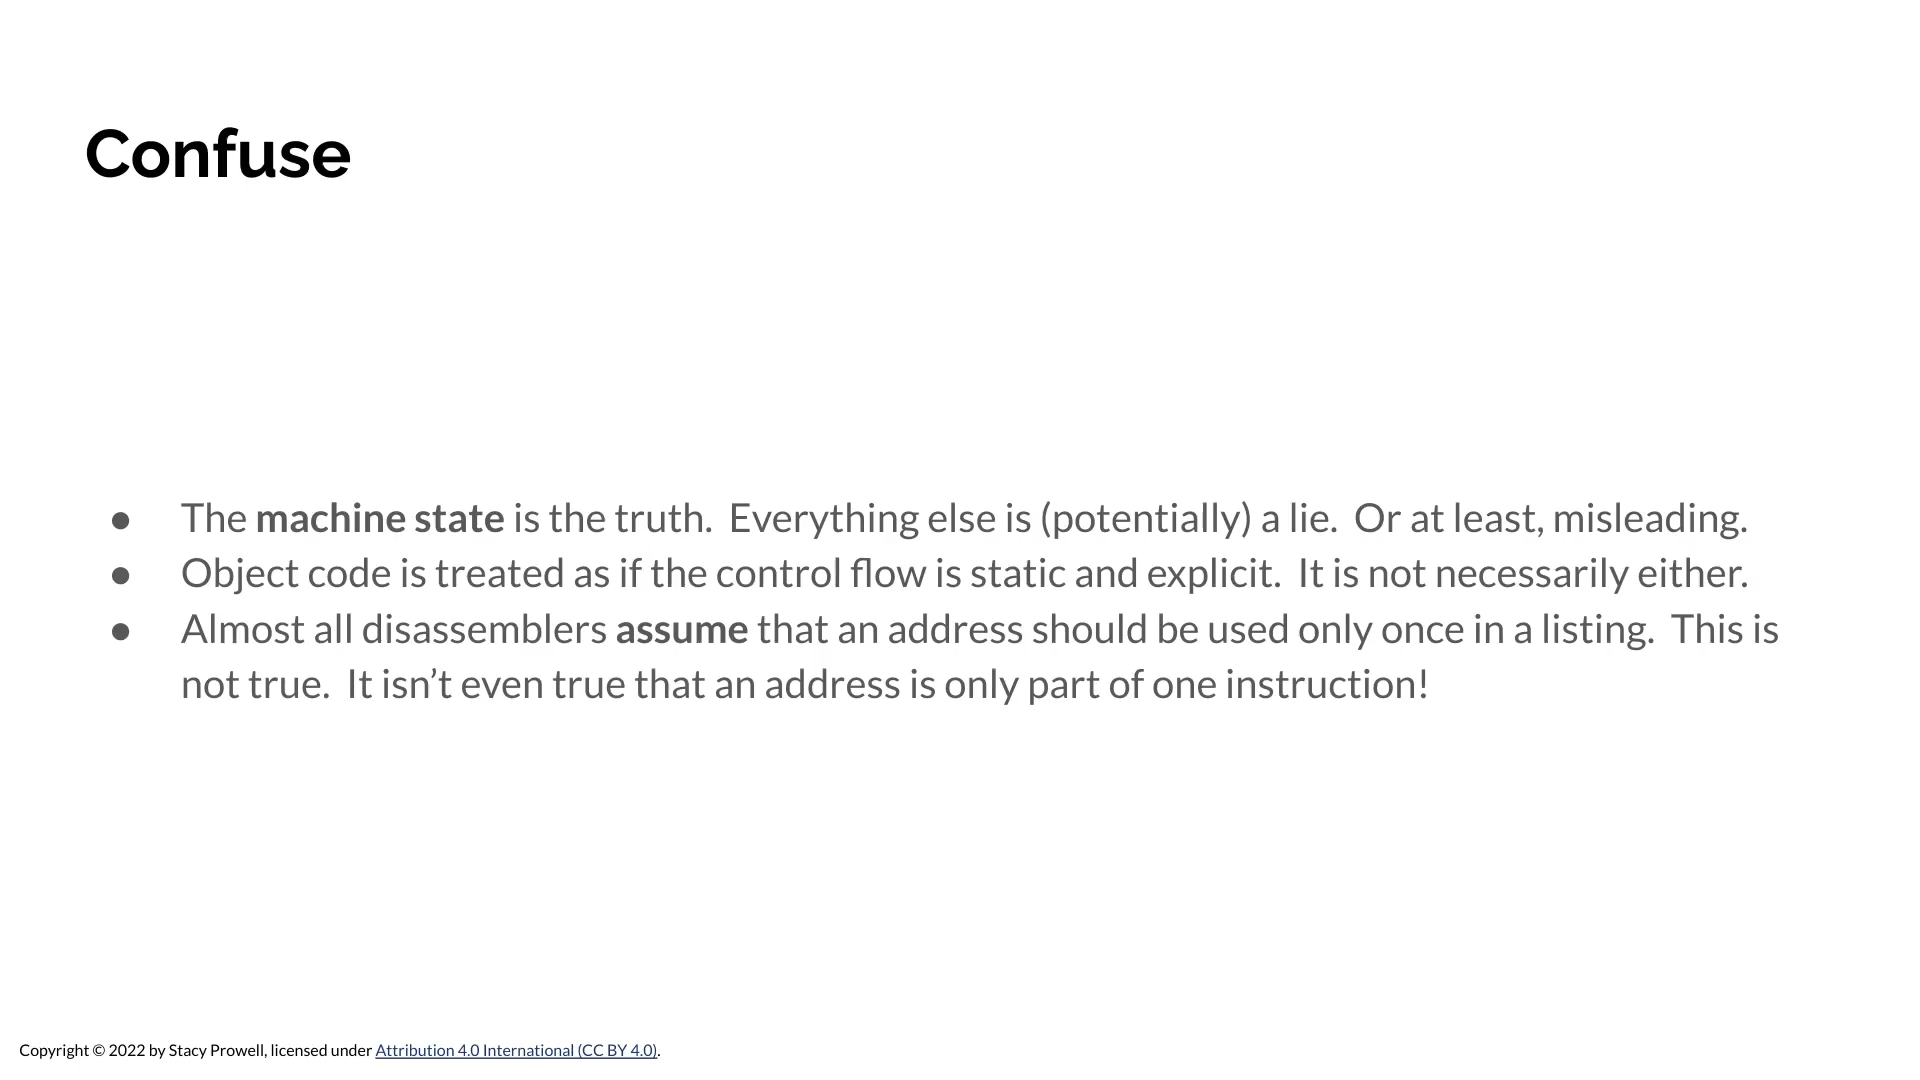 Confuse
● The machine state is the truth.  Everything else is (potentially) a lie.  Or at least, misleading.
● Object code is treated as if the control flow is static and explicit.  It is not necessarily either.
● Almost all disassemblers assume that an address should be used only once in a listing.  This is
not true.  It isn’t even true that an address is only part of one instruction!
Copyright © 2022 by Stacy Prowell, licensed under Attribution 4.0 International (CC BY 4.0).